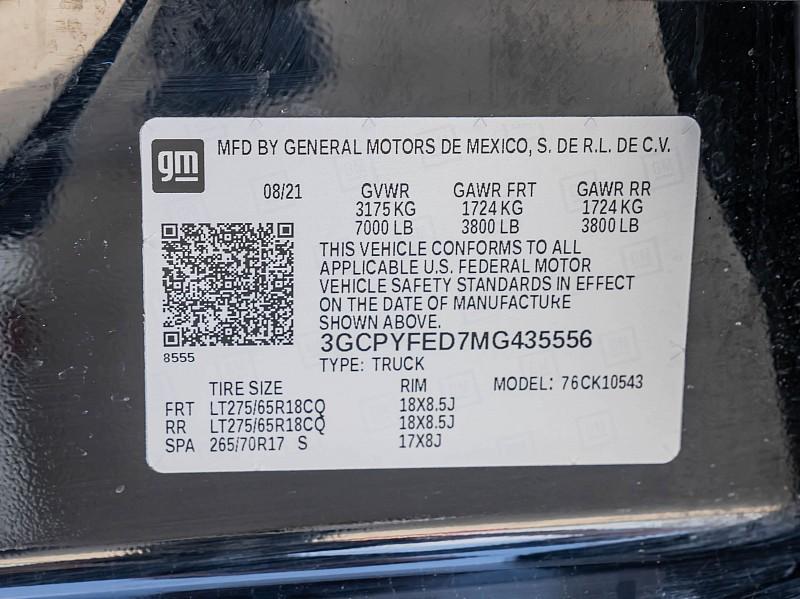 gm
MFD BY GENERAL MOTORS DE MEXICO, S. DE R.L. DE C.V.
08/21 GVWR GAWR FRT GAWR RR
3175 KG 1724 KG 1724 KG
7000 LB 3800 LB 3800 LB
THIS VEHICLE CONFORMS TO ALL
APPLICABLE U.S. FEDERAL MOTOR
VEHICLE SAFETY STANDARDS IN EFFECT
ON THE DATE OF MANUFACTURE
SHOWN ABOVE.
3GCPYFED7MG435556
8555
TYPE: TRUCK
TIRE SIZE RIM MODEL: 76CK10543
FRT LT275/65R18CQ 18X8.5J
RR LT275/65R18CQ 18X8.5J
SPA 265/70R17 S 17X8J